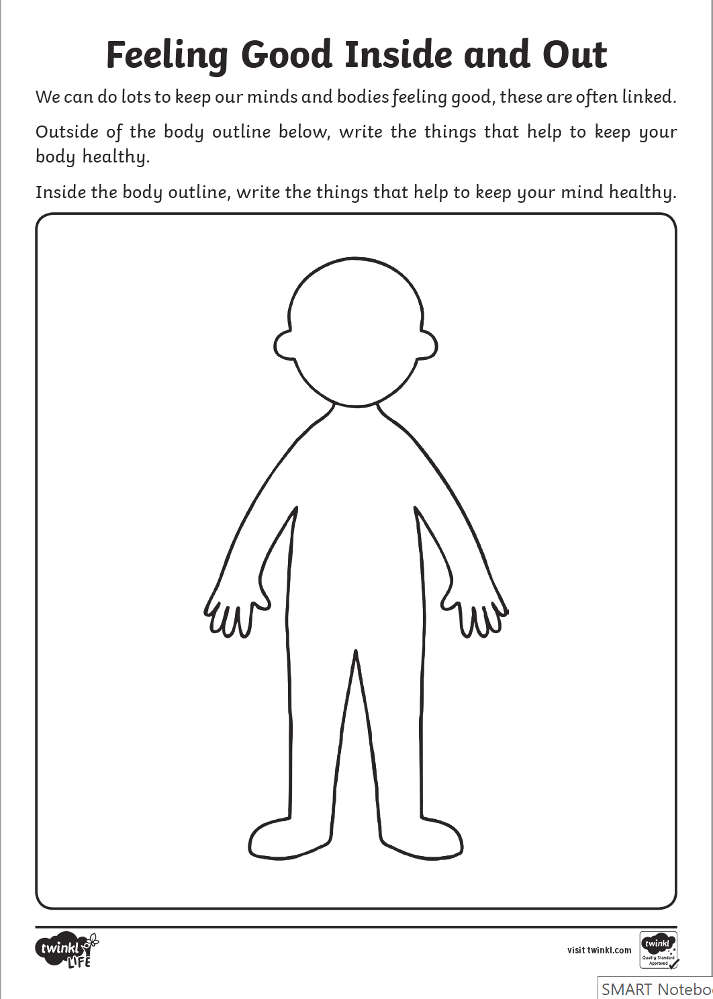 Feeling Good Inside and Out
We can do lots to keep our minds and bodies feeling good, these are often linked.
Outside of the body outline below, write the things that help to keep your
body healthy.
Inside the body outline, write the things that help to keep your mind healthy.
twinkl
LIFE
visit twinkl.com
twinkl
Quality Standard
Approved
SMART Notebo